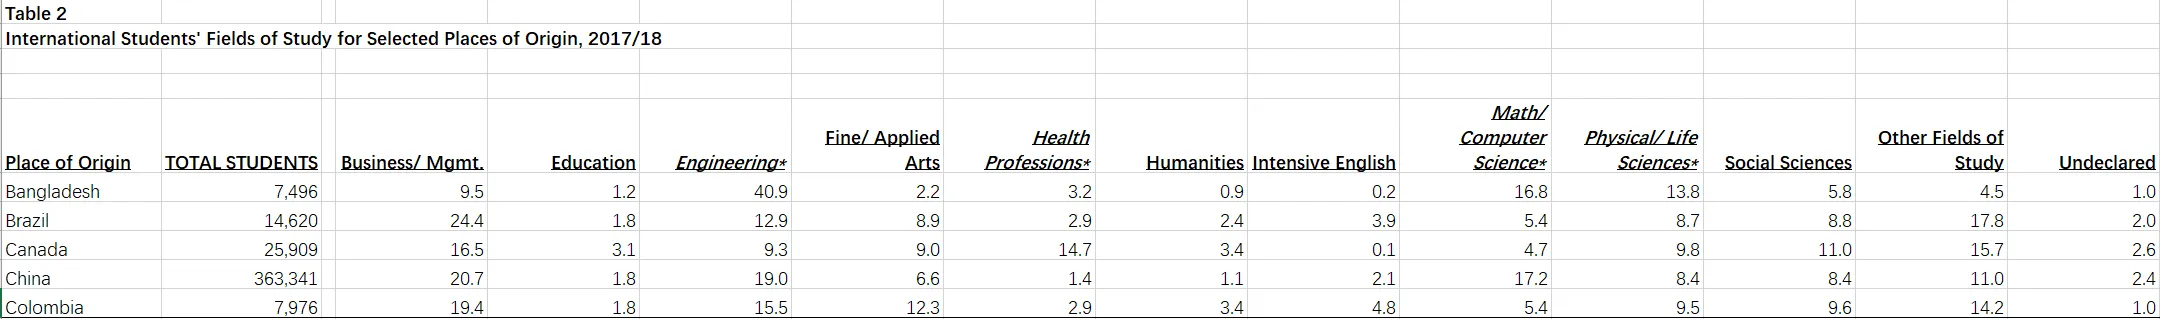 Table 2
International Students' Fields of Study for Selected Places of Origin, 2017/18
Place of Origin TOTAL STUDENTS Business/ Mgmt. Education Engineering* Fine/ Applied Arts Health Professions* Humanities Intensive English Math/ Computer Science* Physical/ Life Sciences* Social Sciences Other Fields of Study Undeclared
Bangladesh 7,496 9.5 1.2 40.9 2.2 3.2 0.9 0.2 16.8 13.8 5.8 4.5 1.0
Brazil 14,620 24.4 1.8 12.9 8.9 2.9 2.4 3.9 5.4 8.7 8.8 17.8 2.0
Canada 25,909 16.5 3.1 9.3 9.0 14.7 3.4 0.1 4.7 9.8 11.0 15.7 2.6
China 363,341 20.7 1.8 19.0 6.6 1.4 1.1 2.1 17.2 8.4 8.4 11.0 2.4
Colombia 7,976 19.4 1.8 15.5 12.3 2.9 3.4 4.8 5.4 9.5 9.6 14.2 1.0